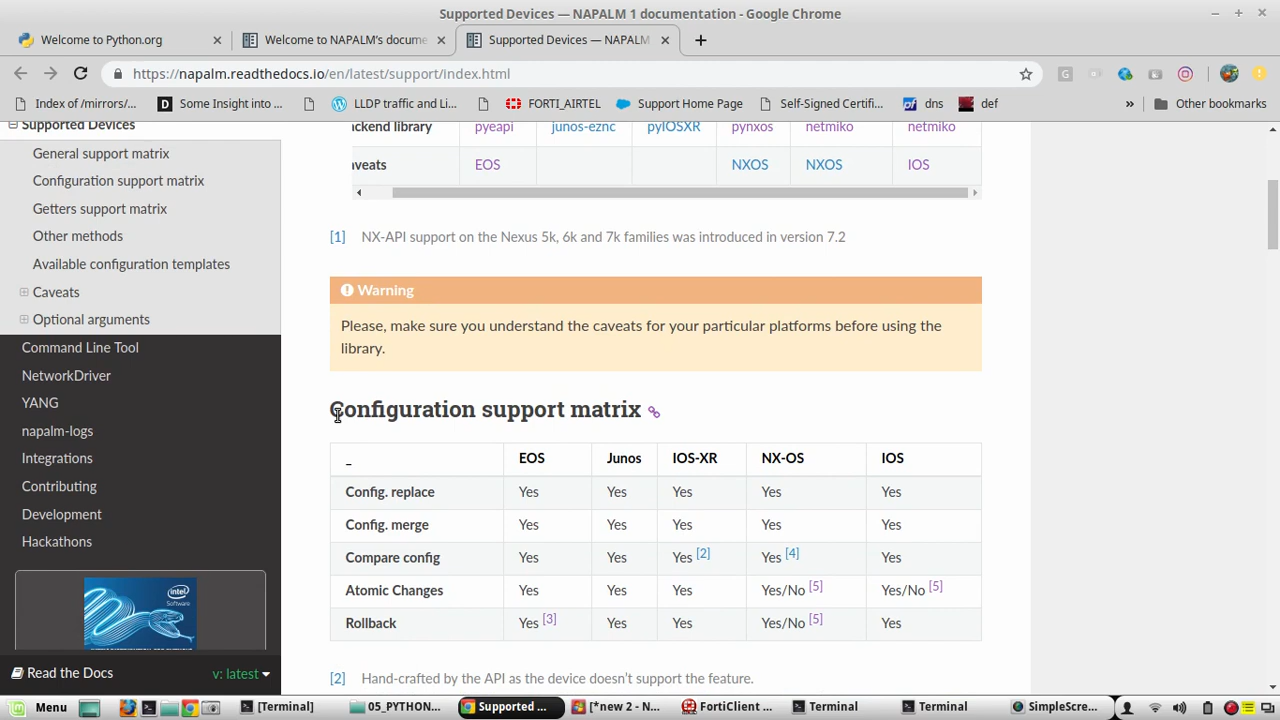 Supported Devices — NAPALM 1 documentation - Google Chrome
Welcome to Python.org
Welcome to NAPALM's docume
Supported Devices — NAPALM
https://napalm.readthedocs.io/en/latest/support/index.html
Index of /mirrors/...
Some Insight into ...
LLDP traffic and Li...
FORTI_AIRTEL
Support Home Page
Self-Signed Certifi...
dns
def
Other bookmarks
Supported Devices
General support matrix
Configuration support matrix
Getters support matrix
Other methods
Available configuration templates
Caveats
Optional arguments
Command Line Tool
NetworkDriver
YANG
napalm-logs
Integrations
Contributing
Development
Hackathons
intel
Software
Read the Docs
v: latest
ckend library pyeapi junos-eznc pyIOSXR pynxos netmiko netmiko
aveats EOS NXOS NXOS IOS
[1] NX-API support on the Nexus 5k, 6k and 7k families was introduced in version 7.2
Warning
Please, make sure you understand the caveats for your particular platforms before using the
library.
Configuration support matrix
_ EOS Junos IOS-XR NX-OS IOS
Config. replace Yes Yes Yes Yes Yes
Config. merge Yes Yes Yes Yes Yes
Compare config Yes Yes Yes [2] Yes [4] Yes
Atomic Changes Yes Yes Yes Yes/No [5] Yes/No [5]
Rollback Yes [3] Yes Yes Yes/No [5] Yes
[2] Hand-crafted by the API as the device doesn't support the feature.
Menu
[Terminal]
05_PYTHON...
Supported ...
[*new 2 - N...
FortiClient ...
Terminal
Terminal
SimpleScre...